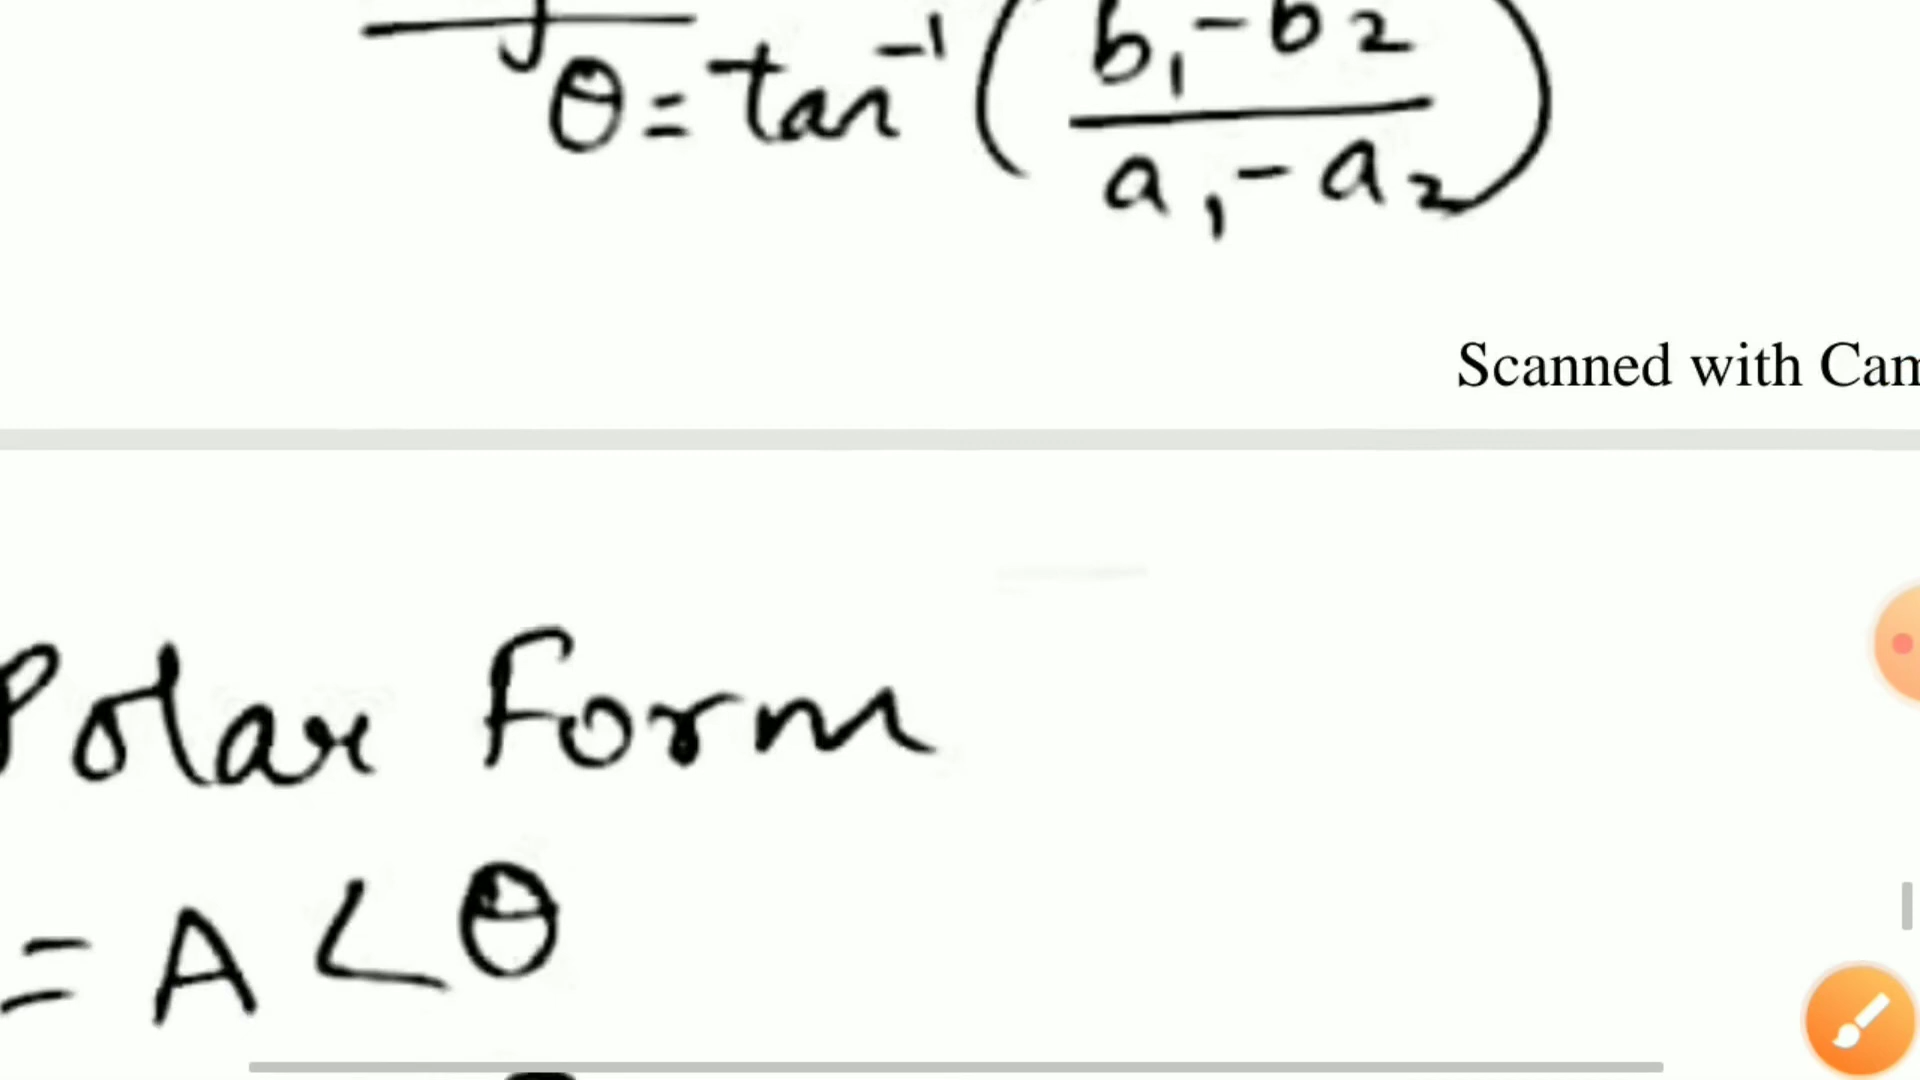 θ = tan⁻¹ ( b₁ - b₂ / a₁ - a₂ )
Scanned with Cam
Polar Form
= A ∠ θ